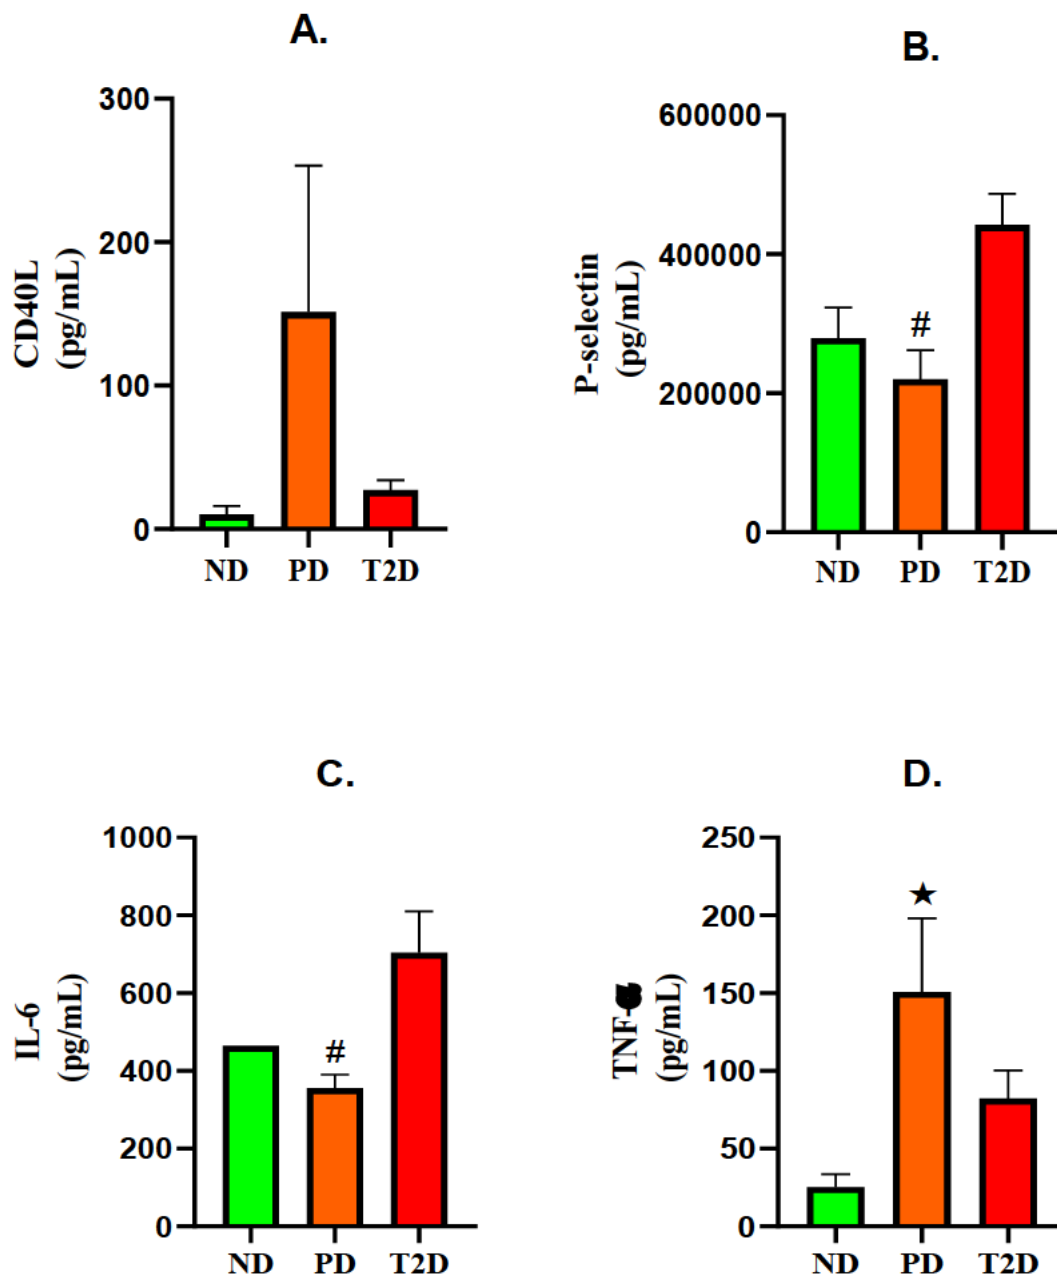 A.
300
200
100
0
CD40L
(pg/mL)
ND PD T2D
B.
600000
400000
200000
0
P-selectin
(pg/mL)
#
ND PD T2D
C.
1000
800
600
400
200
0
IL-6
(pg/mL)
#
ND PD T2D
D.
250
200
150
100
50
0
TNF-
(pg/mL)
★
ND PD T2D